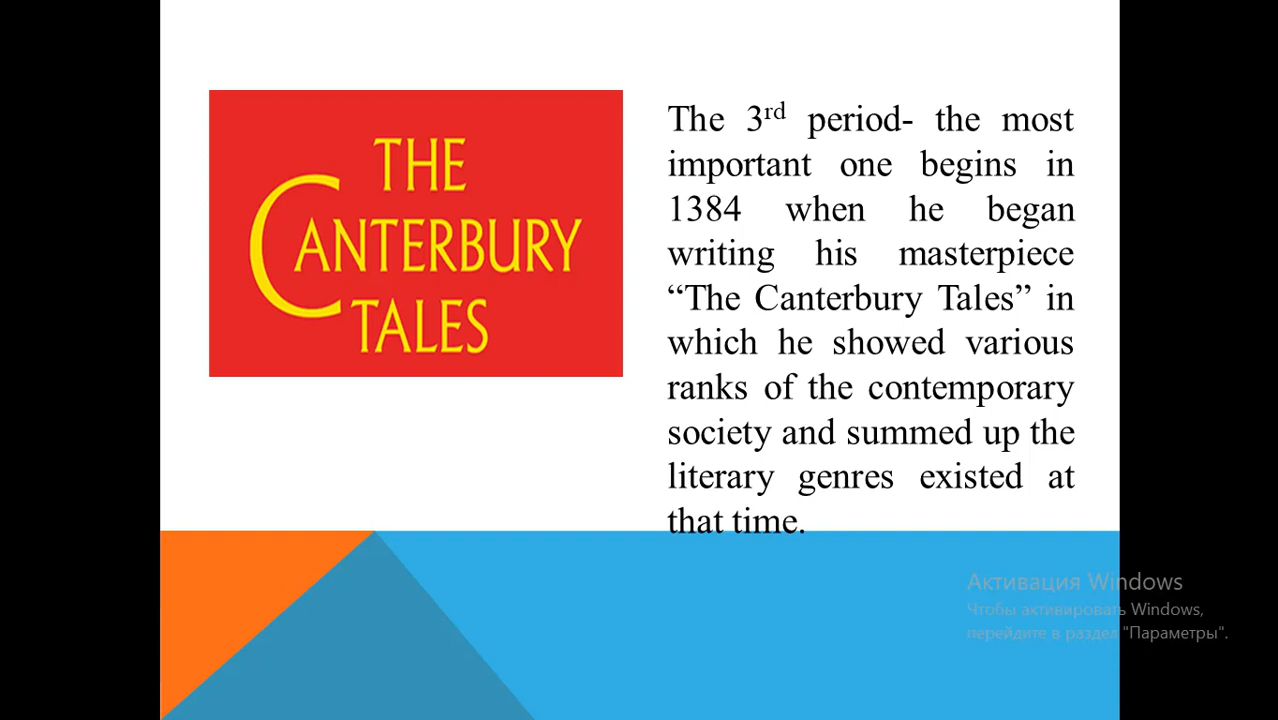 THE
CANTERBURY
TALES
The 3rd period- the most
important one begins in
1384 when he began
writing his masterpiece
“The Canterbury Tales” in
which he showed various
ranks of the contemporary
society and summed up the
literary genres existed at
that time.
Активация Windows
Чтобы активировать Windows,
перейдите в раздел "Параметры".